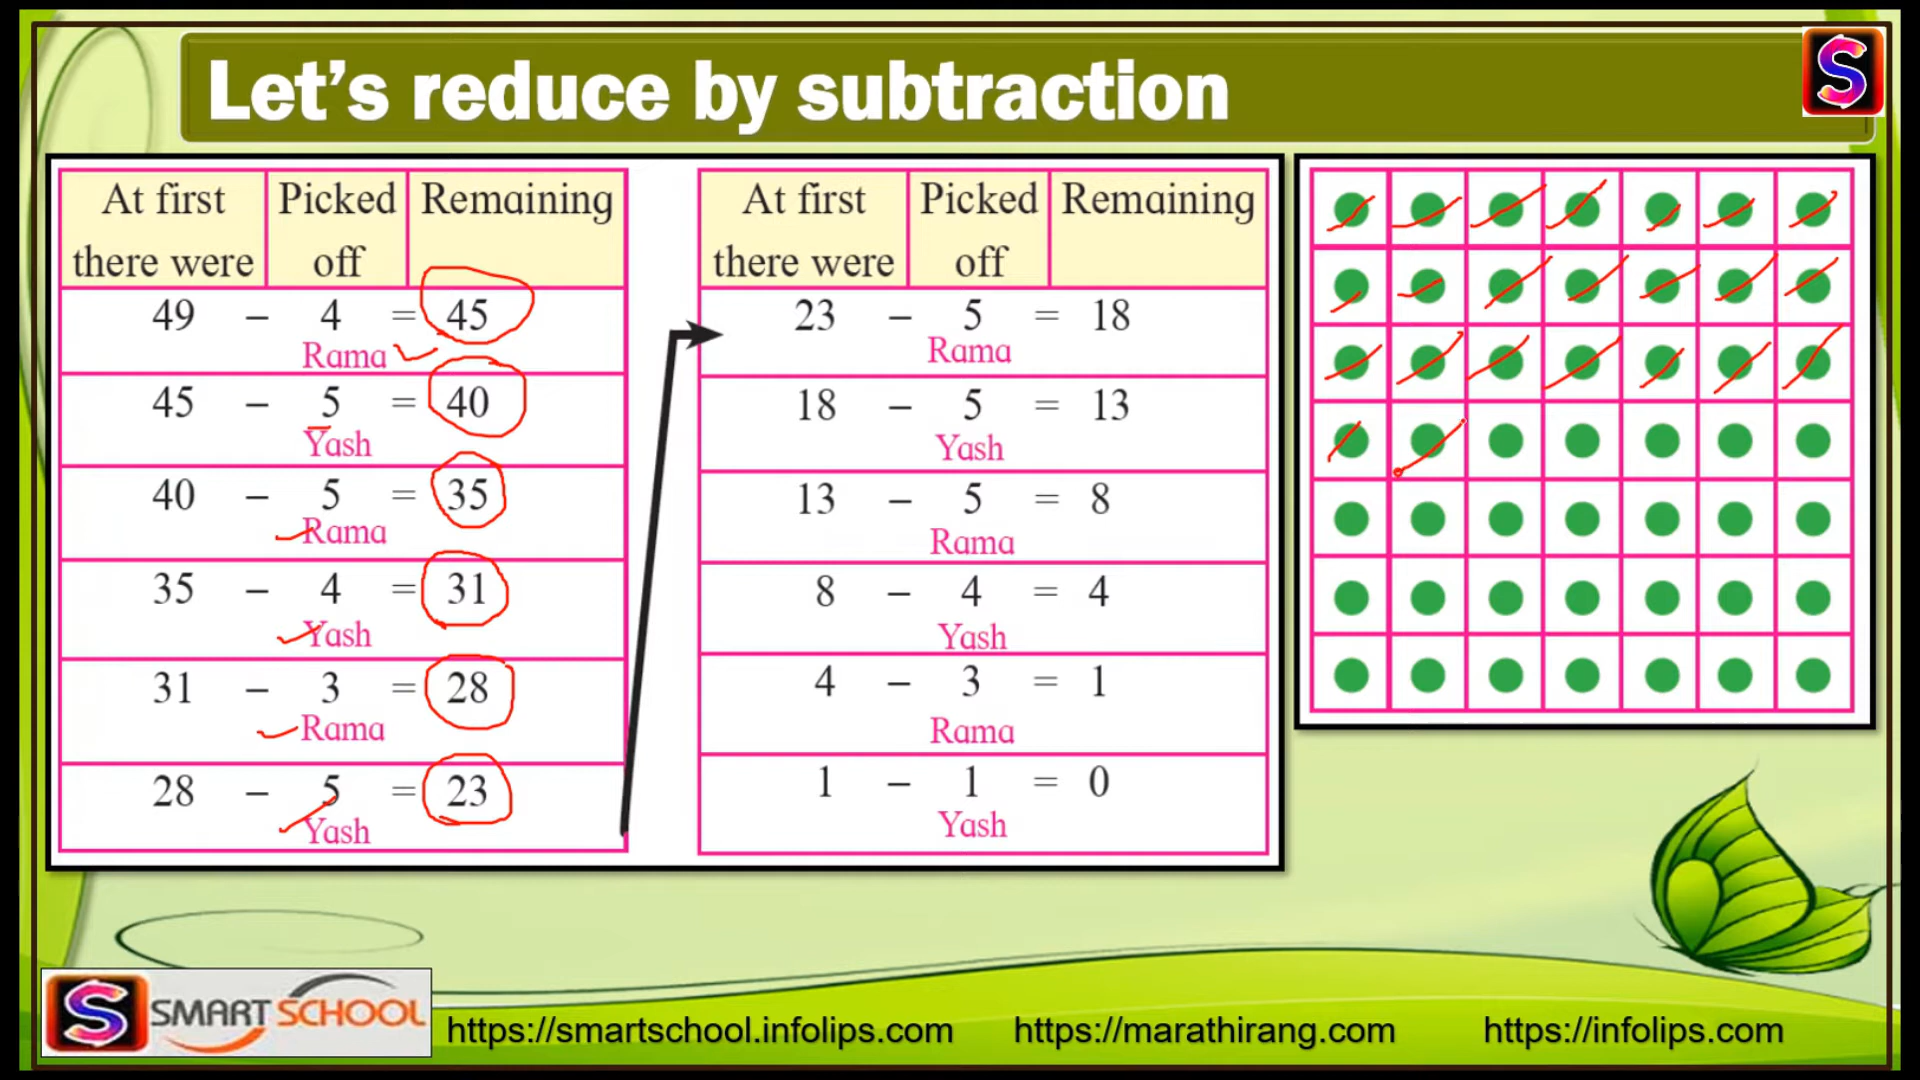 Let's reduce by subtraction
At first there were Picked off Remaining
49 – 4 = 45
Rama
45 – 5 = 40
Yash
40 – 5 = 35
Rama
35 – 4 = 31
Yash
31 – 3 = 28
Rama
28 – 5 = 23
Yash
At first there were Picked off Remaining
23 – 5 = 18
Rama
18 – 5 = 13
Yash
13 – 5 = 8
Rama
8 – 4 = 4
Yash
4 – 3 = 1
Rama
1 – 1 = 0
Yash
S
S SMART SCHOOL
https://smartschool.infolips.com https://marathirang.com https://infolips.com